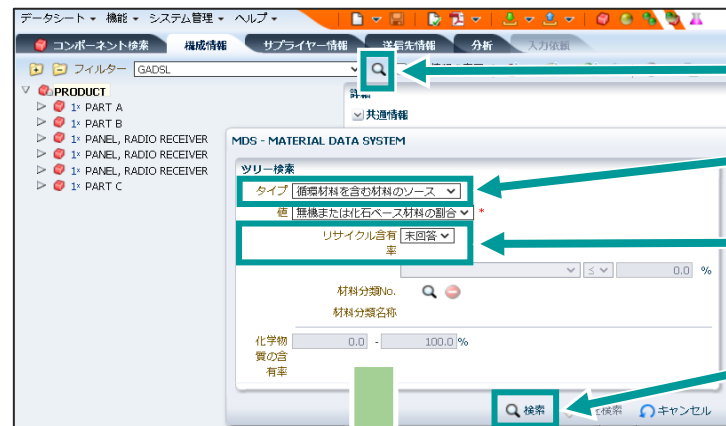 データシート 機能 システム管理 ヘルプ
コンポーネント検索 構成情報 サプライヤー情報 送信先情報 分析 入力依頼
フィルター GADSL
PRODUCT
詳細
1x PART A
共通情報
1x PART B
1x PANEL, RADIO RECEIVER
MDS - MATERIAL DATA SYSTEM
1x PANEL, RADIO RECEIVER
1x PANEL, RADIO RECEIVER
ツリー検索
1x PART C
タイプ 循環材料を含む材料のソース
値 無機または化石ベース材料の割合 *
リサイクル含有率 未回答
≤ 0.0 %
材料分類No.
材料分類名称
化学物質の含有率 0.0 - 100.0 %
検索 検索 キャンセル